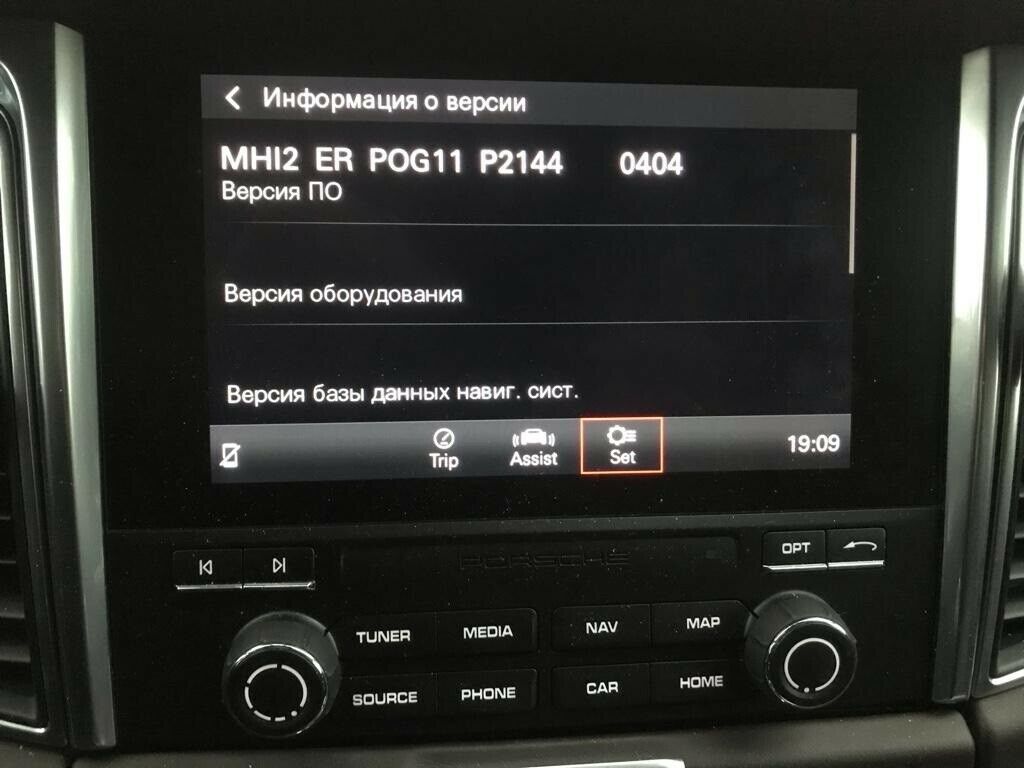 Информация о версии
MHI2 ER POG11 P2144 0404
Версия ПО
Версия оборудования
Версия базы данных навиг. сист.
Trip Assist Set 19:09
PORSCHE
OPT
TUNER MEDIA NAV MAP
SOURCE PHONE CAR HOME